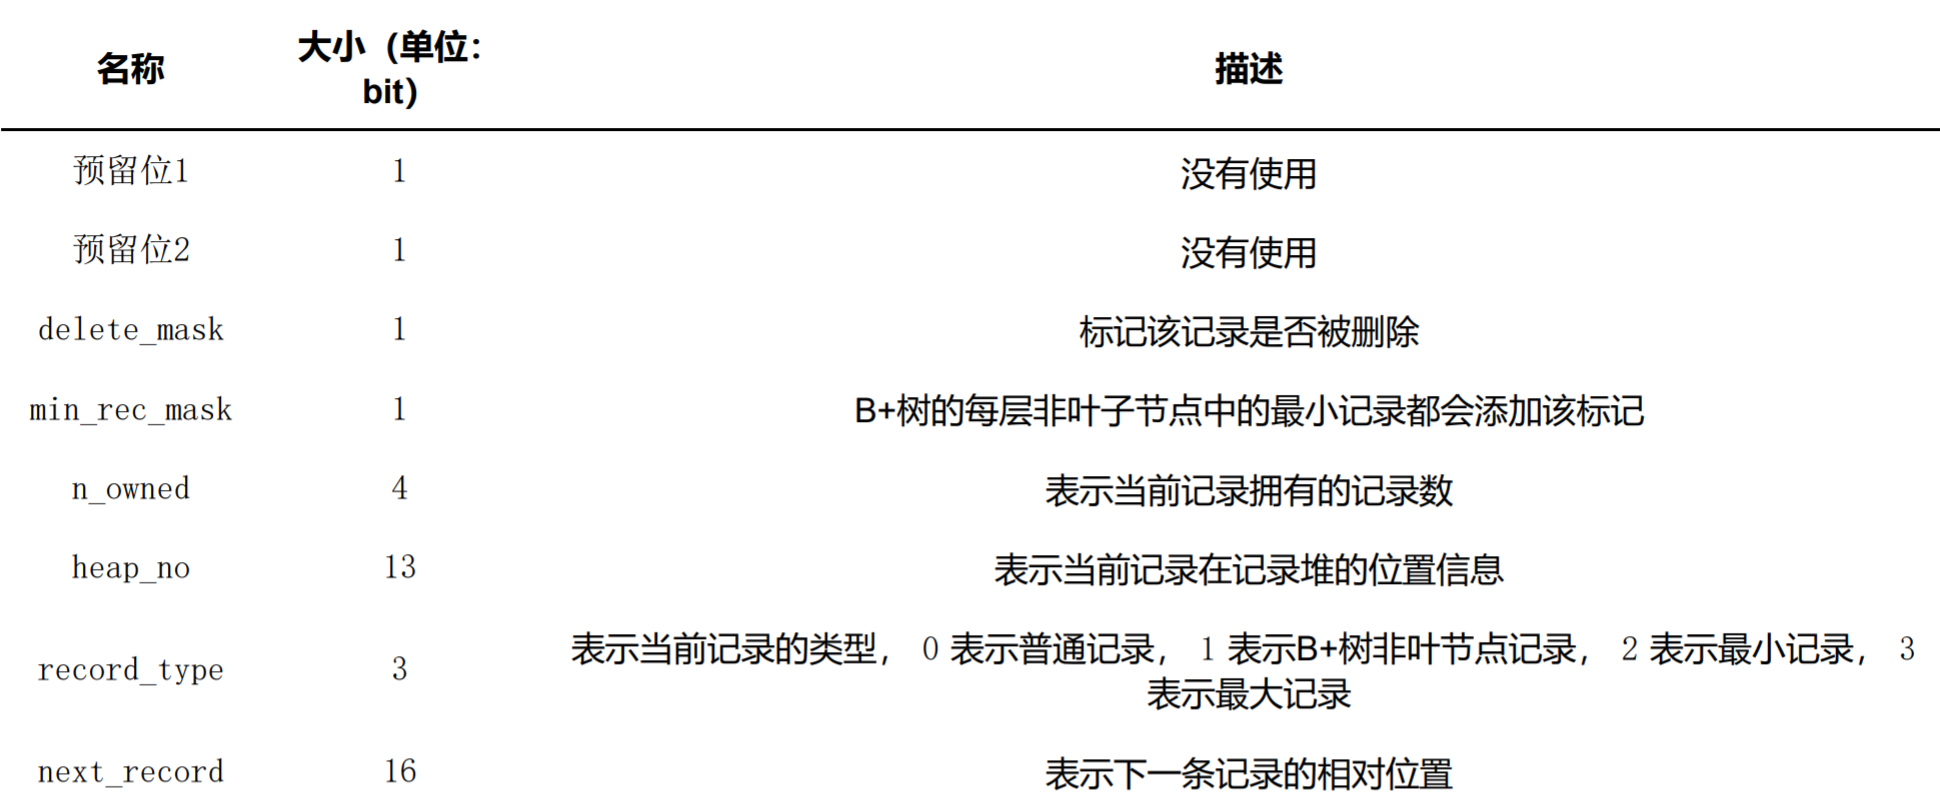 名称 大小（单位：bit） 描述
预留位1 1 没有使用
预留位2 1 没有使用
delete_mask 1 标记该记录是否被删除
min_rec_mask 1 B+树的每层非叶子节点中的最小记录都会添加该标记
n_owned 4 表示当前记录拥有的记录数
heap_no 13 表示当前记录在记录堆的位置信息
record_type 3 表示当前记录的类型， 0 表示普通记录， 1 表示B+树非叶节点记录， 2 表示最小记录， 3
表示最大记录
next_record 16 表示下一条记录的相对位置